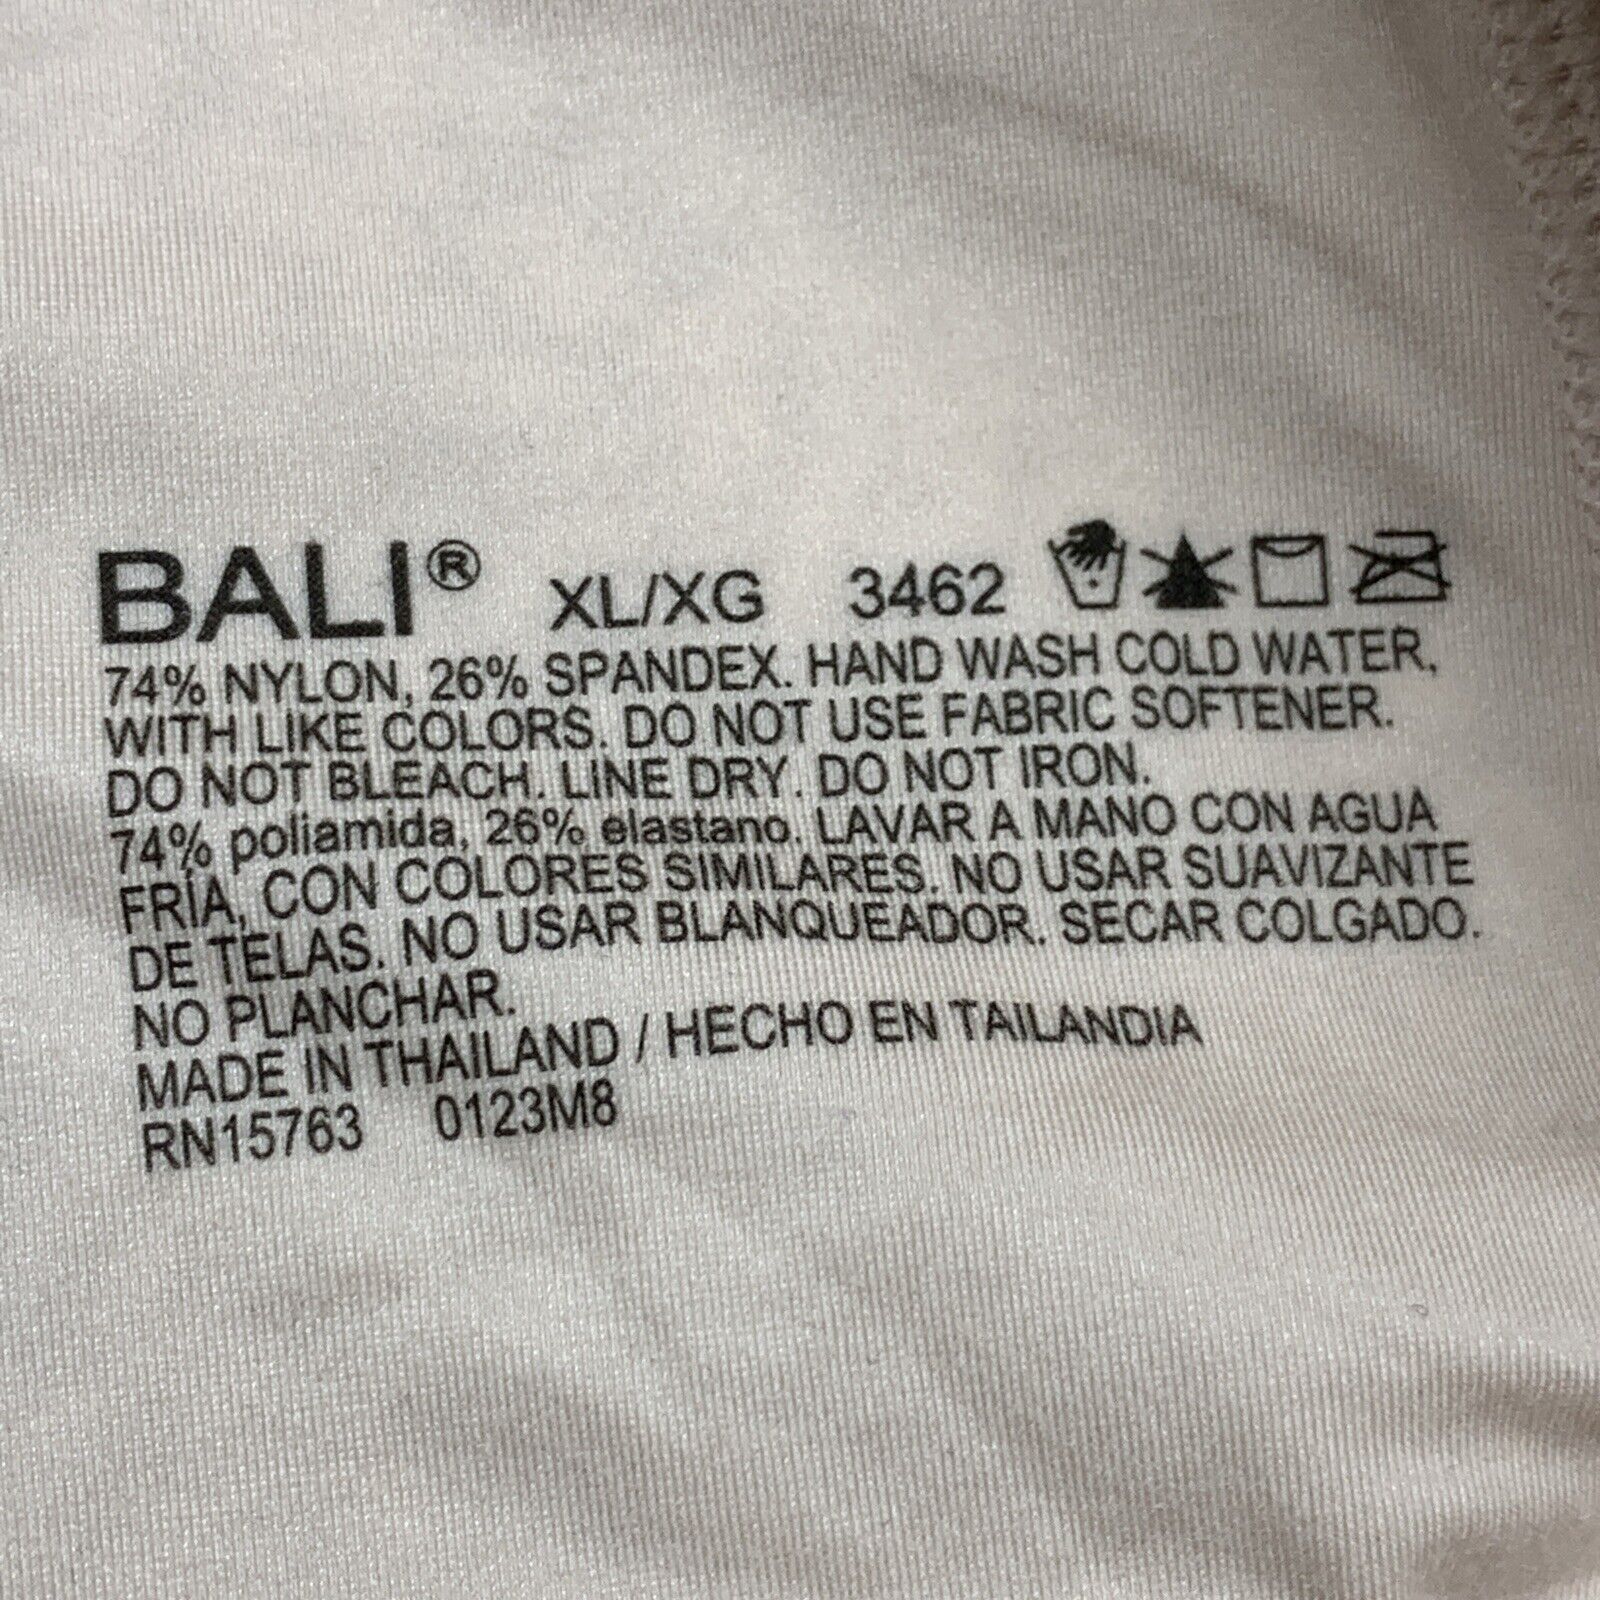 BALI® XL/XG 3462
74% NYLON, 26% SPANDEX. HAND WASH COLD WATER,
WITH LIKE COLORS. DO NOT USE FABRIC SOFTENER.
DO NOT BLEACH. LINE DRY. DO NOT IRON.
74% poliamida, 26% elastano. LAVAR A MANO CON AGUA
FRÍA, CON COLORES SIMILARES. NO USAR SUAVIZANTE
DE TELAS. NO USAR BLANQUEADOR. SECAR COLGADO.
NO PLANCHAR.
MADE IN THAILAND / HECHO EN TAILANDIA
RN15763 0123M8